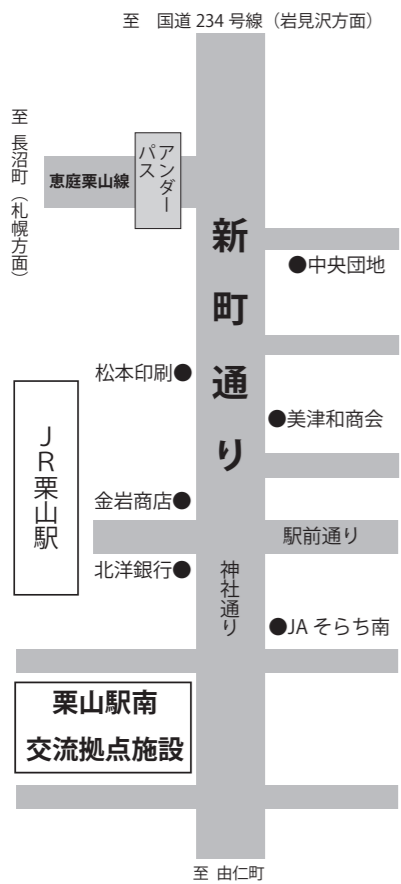 至　国道 234 号線（岩見沢方面）
至 長沼町（札幌方面）
アンダー
パス
恵庭栗山線
新町通り
●中央団地
松本印刷●
●美津和商会
JR栗山駅
金岩商店●
駅前通り
北洋銀行●
神社通り
●JA そらち南
栗山駅南
交流拠点施設
至 由仁町